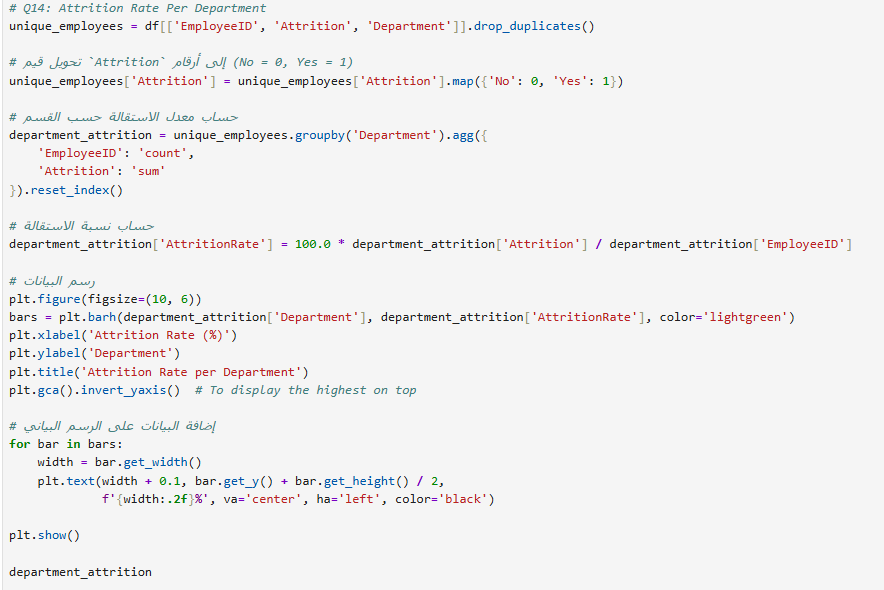 # Q14: Attrition Rate Per Department
unique_employees = df[['EmployeeID', 'Attrition', 'Department']].drop_duplicates()
# تحويل قيم `Attrition` إلى أرقام (No = 0, Yes = 1)
unique_employees['Attrition'] = unique_employees['Attrition'].map({'No': 0, 'Yes': 1})
# حساب معدل الاستقالة حسب القسم
department_attrition = unique_employees.groupby('Department').agg({
    'EmployeeID': 'count',
    'Attrition': 'sum'
}).reset_index()
# حساب نسبة الاستقالة
department_attrition['AttritionRate'] = 100.0 * department_attrition['Attrition'] / department_attrition['EmployeeID']
# رسم البيانات
plt.figure(figsize=(10, 6))
bars = plt.barh(department_attrition['Department'], department_attrition['AttritionRate'], color='lightgreen')
plt.xlabel('Attrition Rate (%)')
plt.ylabel('Department')
plt.title('Attrition Rate per Department')
plt.gca().invert_yaxis()  # To display the highest on top
# إضافة البيانات على الرسم البياني
for bar in bars:
    width = bar.get_width()
    plt.text(width + 0.1, bar.get_y() + bar.get_height() / 2,
             f'{width:.2f}%', va='center', ha='left', color='black')
plt.show()
department_attrition